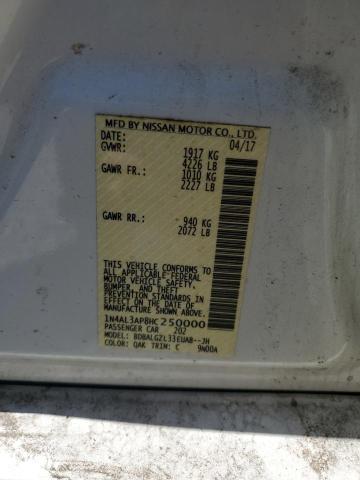 MFD BY NISSAN MOTOR CO., LTD.
DATE: 04/17
GVWR: 1917 KG
4226 LB
GAWR FR.: 1010 KG
2227 LB
GAWR RR.: 940 KG
2072 LB
THIS VEHICLE CONFORMS TO
ALL APPLICABLE FEDERAL
MOTOR VEHICLE SAFETY,
BUMPER, AND THEFT
PREVENTION STANDARDS IN
EFFECT ON THE DATE OF
MANUFACTURE SHOWN ABOVE.
1N4AL3AP8HC250000
PASSENGER CAR 202
MODEL: BDBALGZL33EUAB--JH
COLOR: QAK TRIM: C 9N00A